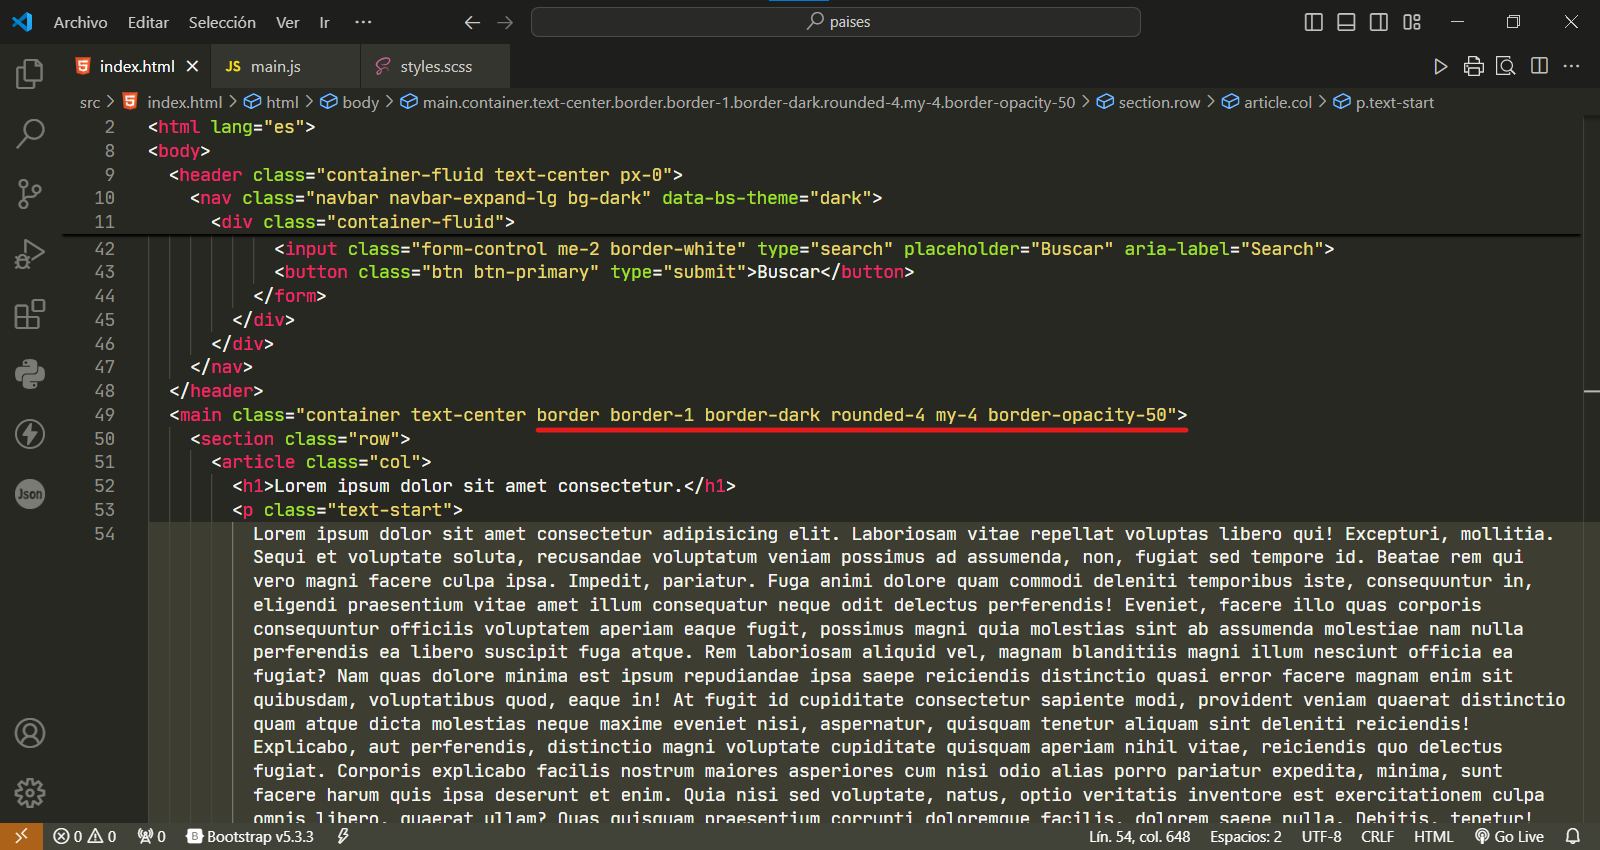 Archivo Editar Selección Ver Ir ··· paises
index.html JS main.js styles.scss
src > index.html > html > body > main.container.text-center.border.border-1.border-dark.rounded-4.my-4.border-opacity-50 > section.row > article.col > p.text-start
2 <html lang="es">
8 <body>
9 <header class="container-fluid text-center px-0">
10 <nav class="navbar navbar-expand-lg bg-dark" data-bs-theme="dark">
11 <div class="container-fluid">
42 <input class="form-control me-2 border-white" type="search" placeholder="Buscar" aria-label="Search">
43 <button class="btn btn-primary" type="submit">Buscar</button>
44 </form>
45 </div>
46 </div>
47 </nav>
48 </header>
49 <main class="container text-center border border-1 border-dark rounded-4 my-4 border-opacity-50">
50 <section class="row">
51 <article class="col">
52 <h1>Lorem ipsum dolor sit amet consectetur.</h1>
53 <p class="text-start">
54 Lorem ipsum dolor sit amet consectetur adipisicing elit. Laboriosam vitae repellat voluptas libero qui! Excepturi, mollitia.
Sequi et voluptate soluta, recusandae voluptatum veniam possimus ad assumenda, non, fugiat sed tempore id. Beatae rem qui
vero magni facere culpa ipsa. Impedit, pariatur. Fuga animi dolore quam commodi deleniti temporibus iste, consequuntur in,
eligendi praesentium vitae amet illum consequatur neque odit delectus perferendis! Eveniet, facere illo quas corporis
consequuntur officiis voluptatem aperiam eaque fugit, possimus magni quia molestias sint ab assumenda molestiae nam nulla
perferendis ea libero suscipit fuga atque. Rem laboriosam aliquid vel, magnam blanditiis magni illum nesciunt officia ea
fugiat? Nam quas dolore minima est ipsum repudiandae ipsa saepe reiciendis distinctio quasi error facere magnam enim sit
quibusdam, voluptatibus quod, eaque in! At fugit id cupiditate consectetur sapiente modi, provident veniam quaerat distinctio
quam atque dicta molestias neque maxime eveniet nisi, aspernatur, quisquam tenetur aliquam sint deleniti reiciendis!
Explicabo, aut perferendis, distinctio magni voluptate cupiditate quisquam aperiam nihil vitae, reiciendis quo delectus
fugiat. Corporis explicabo facilis nostrum maiores asperiores cum nisi odio alias porro pariatur expedita, minima, sunt
facere harum quis ipsa deserunt et enim. Quia nisi sed voluptate, natus, optio veritatis inventore est exercitationem culpa
omnis libero, quaerat ullam? Quas quisquam praesentium corrupti doloremque facilis, dolorem saepe nulla. Debitis, tenetur!
Json
0 0 0 B Bootstrap v5.3.3 Lín. 54, col. 648 Espacios: 2 UTF-8 CRLF HTML Go Live